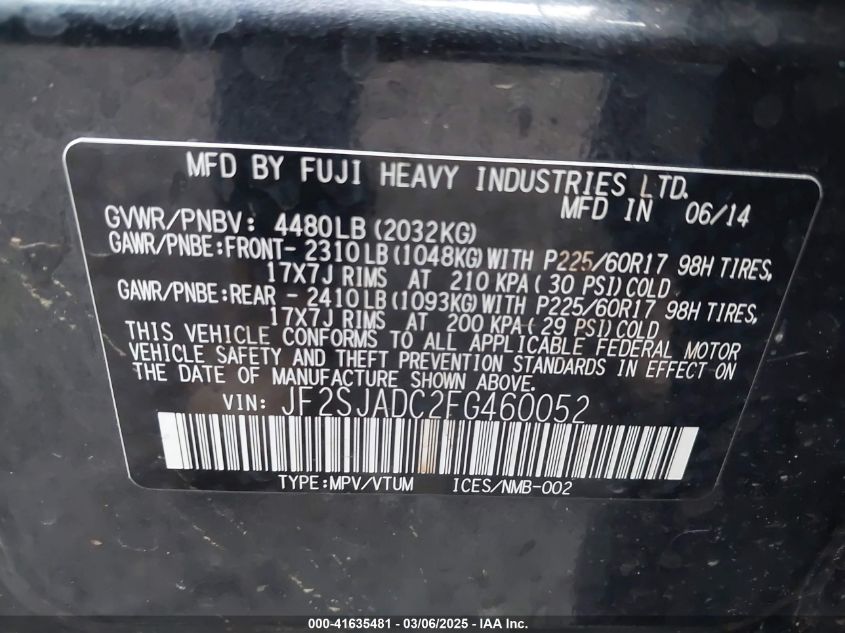 MFD BY FUJI HEAVY INDUSTRIES LTD.
MFD IN 06/14
GVWR/PNBV: 4480LB (2032KG)
GAWR/PNBE:FRONT- 2310LB (1048KG) WITH P225/60R17 98H TIRES,
17X7J RIMS AT 210 KPA ( 30 PSI) COLD
GAWR/PNBE:REAR - 2410LB (1093KG) WITH P225/60R17 98H TIRES,
17X7J RIMS AT 200 KPA ( 29 PSI) COLD
THIS VEHICLE CONFORMS TO ALL APPLICABLE FEDERAL MOTOR
VEHICLE SAFETY AND THEFT PREVENTION STANDARDS IN EFFECT ON
THE DATE OF MANUFACTURE SHOWN ABOVE.
VIN: JF2SJADC2FG460052
TYPE:MPV/VTUM ICES/NMB-002
000-41635481 - 03/06/2025 - IAA Inc.